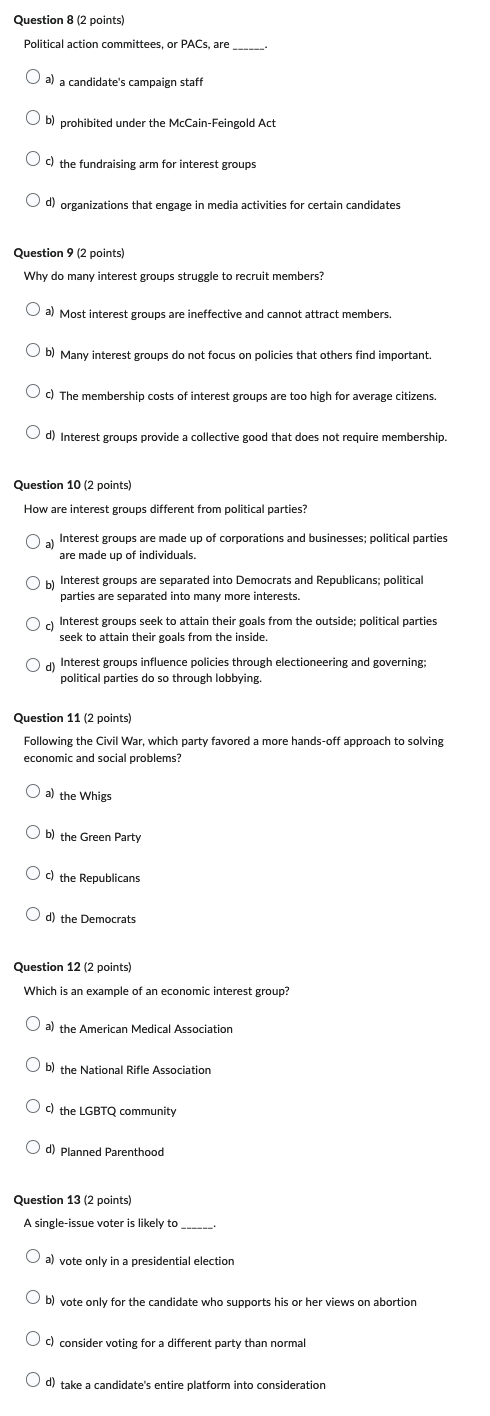 Question 8 (2 points)
Political action committees, or PACs, are ______.
a) a candidate's campaign staff
b) prohibited under the McCain-Feingold Act
c) the fundraising arm for interest groups
d) organizations that engage in media activities for certain candidates
Question 9 (2 points)
Why do many interest groups struggle to recruit members?
a) Most interest groups are ineffective and cannot attract members.
b) Many interest groups do not focus on policies that others find important.
c) The membership costs of interest groups are too high for average citizens.
d) Interest groups provide a collective good that does not require membership.
Question 10 (2 points)
How are interest groups different from political parties?
a) Interest groups are made up of corporations and businesses; political parties
are made up of individuals.
b) Interest groups are separated into Democrats and Republicans; political
parties are separated into many more interests.
c) Interest groups seek to attain their goals from the outside; political parties
seek to attain their goals from the inside.
d) Interest groups influence policies through electioneering and governing;
political parties do so through lobbying.
Question 11 (2 points)
Following the Civil War, which party favored a more hands-off approach to solving
economic and social problems?
a) the Whigs
b) the Green Party
c) the Republicans
d) the Democrats
Question 12 (2 points)
Which is an example of an economic interest group?
a) the American Medical Association
b) the National Rifle Association
c) the LGBTQ community
d) Planned Parenthood
Question 13 (2 points)
A single-issue voter is likely to ______.
a) vote only in a presidential election
b) vote only for the candidate who supports his or her views on abortion
c) consider voting for a different party than normal
d) take a candidate's entire platform into consideration